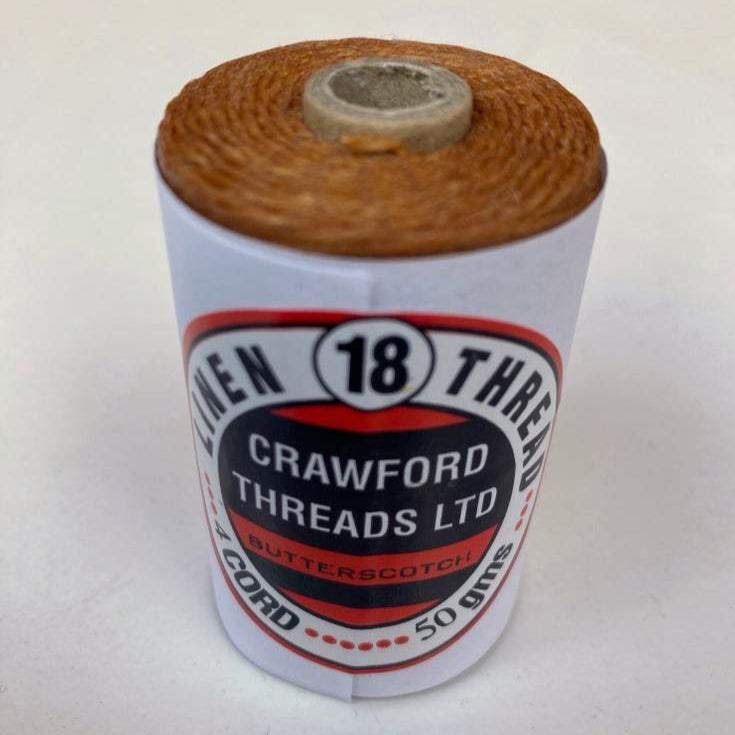 LINEN 18 THREAD
CRAWFORD
THREADS LTD
BUTTERSCOTCH
4 CORD 50 gms